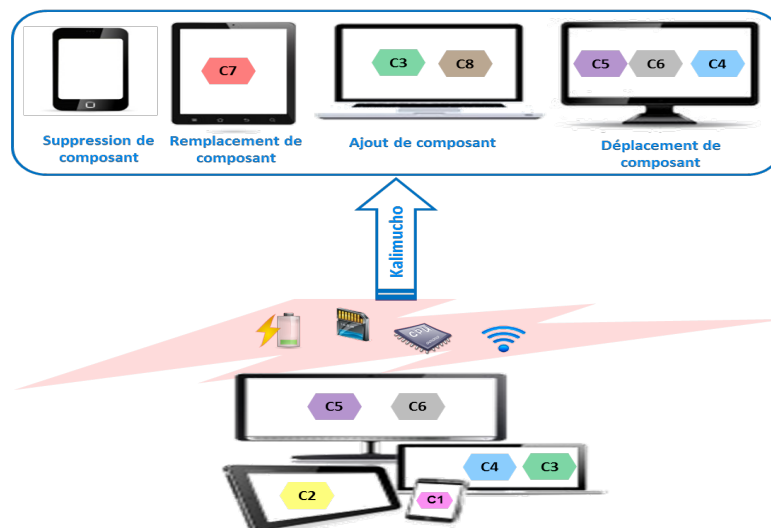 C7
C3
C8
C5
C6
C4
Suppression de
composant
Remplacement de
composant
Ajout de composant
Déplacement de
composant
Kalimucho
CPU
C5
C6
C4
C3
C2
C1